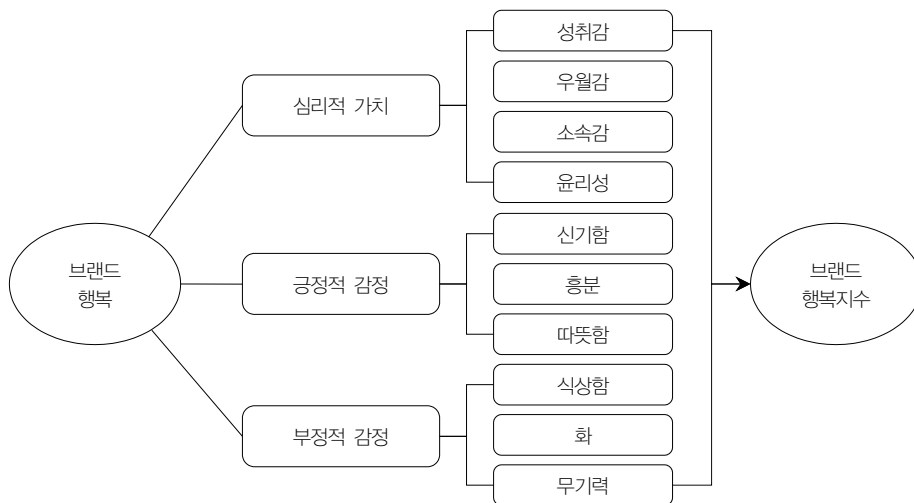 브랜드
행복
심리적 가치
성취감
우월감
소속감
윤리성
긍정적 감정
신기함
흥분
따뜻함
부정적 감정
식상함
화
무기력
브랜드
행복지수